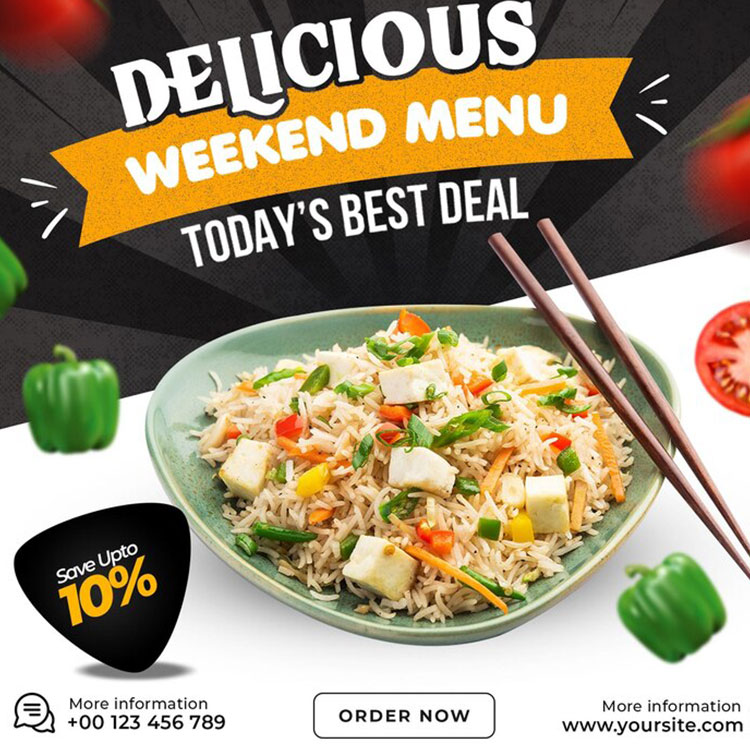 DELICIOUS
WEEKEND MENU
TODAY'S BEST DEAL
Save Upto
10%
More information
+00 123 456 789
ORDER NOW
More information
www.yoursite.com